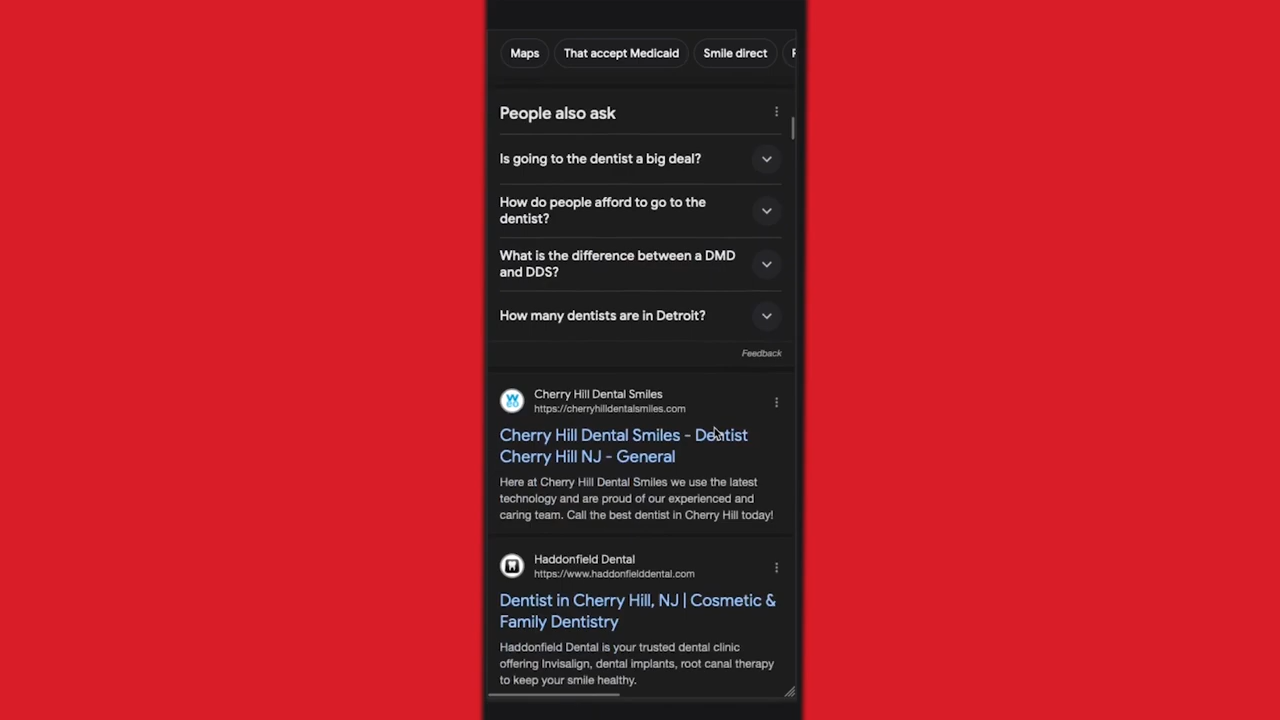 Maps
That accept Medicaid
Smile direct
People also ask
Is going to the dentist a big deal?
How do people afford to go to the
dentist?
What is the difference between a DMD
and DDS?
How many dentists are in Detroit?
Feedback
Cherry Hill Dental Smiles
https://cherryhilldentalsmiles.com
Cherry Hill Dental Smiles - Dentist
Cherry Hill NJ - General
Here at Cherry Hill Dental Smiles we use the latest
technology and are proud of our experienced and
caring team. Call the best dentist in Cherry Hill today!
Haddonfield Dental
https://www.haddonfielddental.com
Dentist in Cherry Hill, NJ | Cosmetic &
Family Dentistry
Haddonfield Dental is your trusted dental clinic
offering Invisalign, dental implants, root canal therapy
to keep your smile healthy.